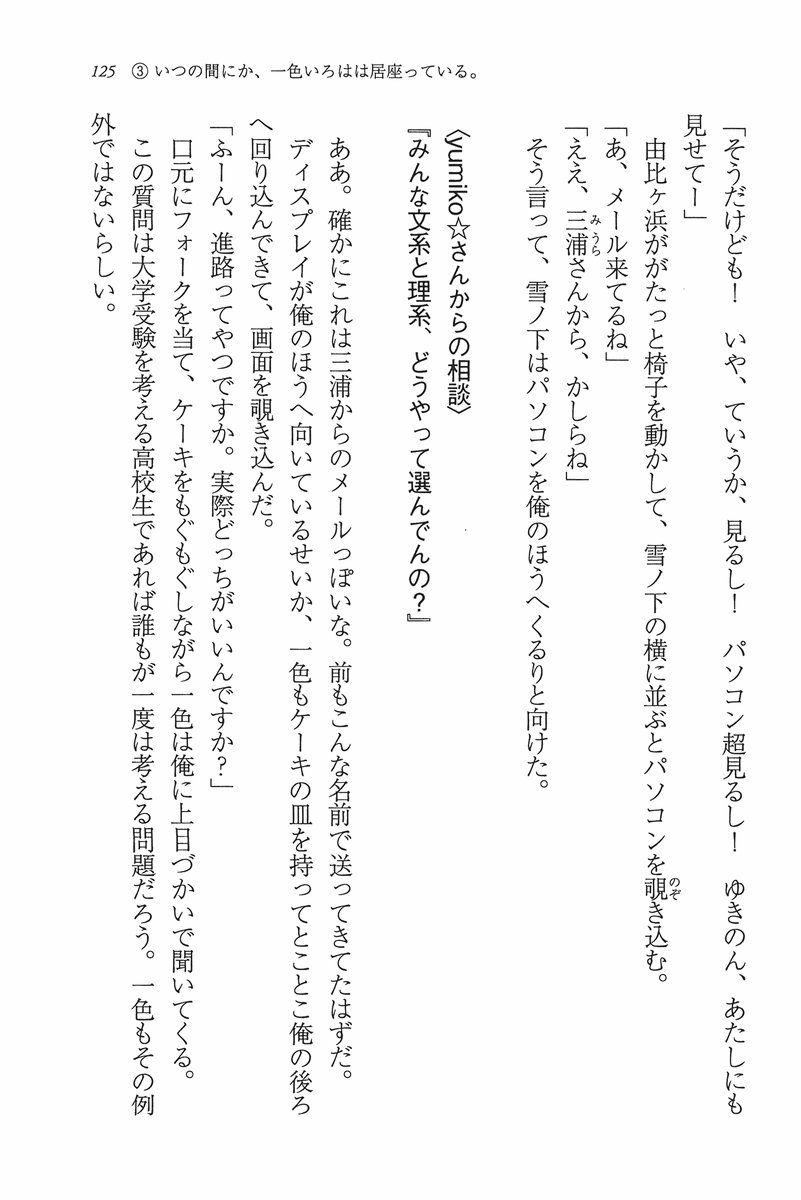 125 ③ いつの間にか、一色いろはは居座っている。
「そうだけども！　いや、ていうか、見るし！　パソコン超見るし！　ゆきのん、あたしにも
見せてー」
由比ヶ浜ががたっと椅子を動かして、雪ノ下の横に並ぶとパソコンを覗き込む。
「あ、メール来てるね」
「ええ、三浦さんから、かしらね」
そう言って、雪ノ下はパソコンを俺のほうへくるりと向けた。
〈yumiko☆さんからの相談〉
『みんな文系と理系、どうやって選んでんの？』
ああ。確かにこれは三浦からのメールっぽいな。前もこんな名前で送ってきてたはずだ。
ディスプレイが俺のほうへ向いているせいか、一色もケーキの皿を持ってとことこ俺の後ろ
へ回り込んできて、画面を覗き込んだ。
「ふーん、進路ってやつですか。実際どっちがいいんですか？」
口元にフォークを当て、ケーキをもぐもぐしながら一色は俺に上目づかいで聞いてくる。
この質問は大学受験を考える高校生であれば誰もが一度は考える問題だろう。一色もその例
外ではないらしい。